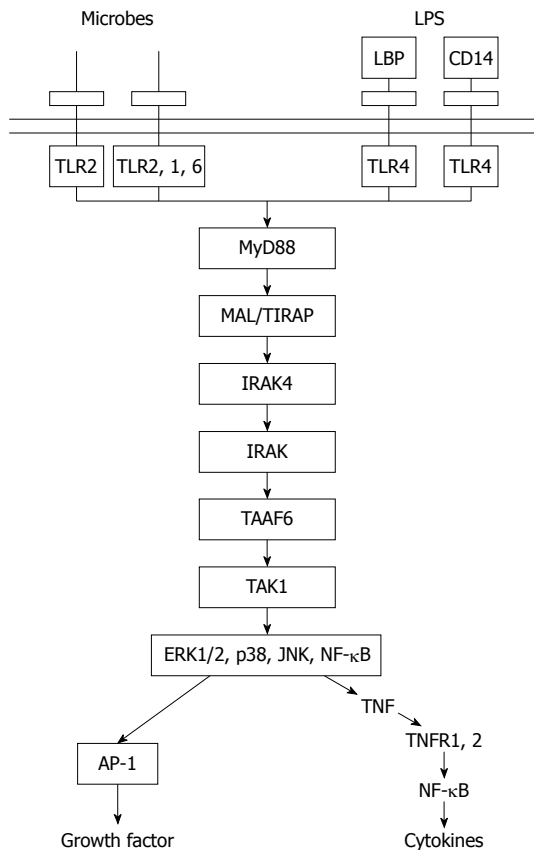 Microbes LPS
LBP CD14
TLR2 TLR2, 1, 6 TLR4 TLR4
MyD88
MAL/TIRAP
IRAK4
IRAK
TAAF6
TAK1
ERK1/2, p38, JNK, NF-κB
TNF
TNFR1, 2
AP-1
NF-κB
Growth factor Cytokines